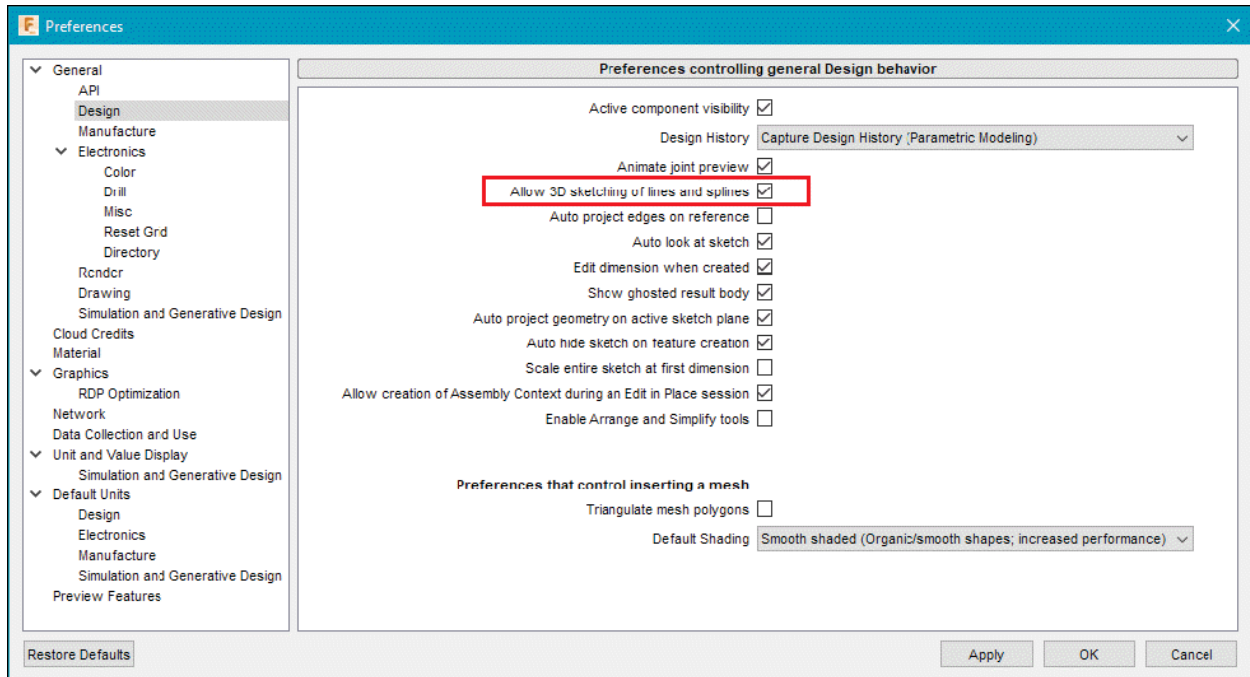 F Preferences
General
API
Design
Manufacture
Electronics
Color
Drill
Misc
Reset Grd
Directory
Render
Drawing
Simulation and Generative Design
Cloud Credits
Material
Graphics
RDP Optimization
Network
Data Collection and Use
Unit and Value Display
Simulation and Generative Design
Default Units
Design
Electronics
Manufacture
Simulation and Generative Design
Preview Features
Preferences controlling general Design behavior
Active component visibility
Design History Capture Design History (Parametric Modeling)
Animate joint preview
Allow 3D sketching of lines and splines
Auto project edges on reference
Auto look at sketch
Edit dimension when created
Show ghosted result body
Auto project geometry on active sketch plane
Auto hide sketch on feature creation
Scale entire sketch at first dimension
Allow creation of Assembly Context during an Edit in Place session
Enable Arrange and Simplify tools
Preferences that control inserting a mesh
Triangulate mesh polygons
Default Shading Smooth shaded (Organic/smooth shapes; increased performance)
Restore Defaults Apply OK Cancel